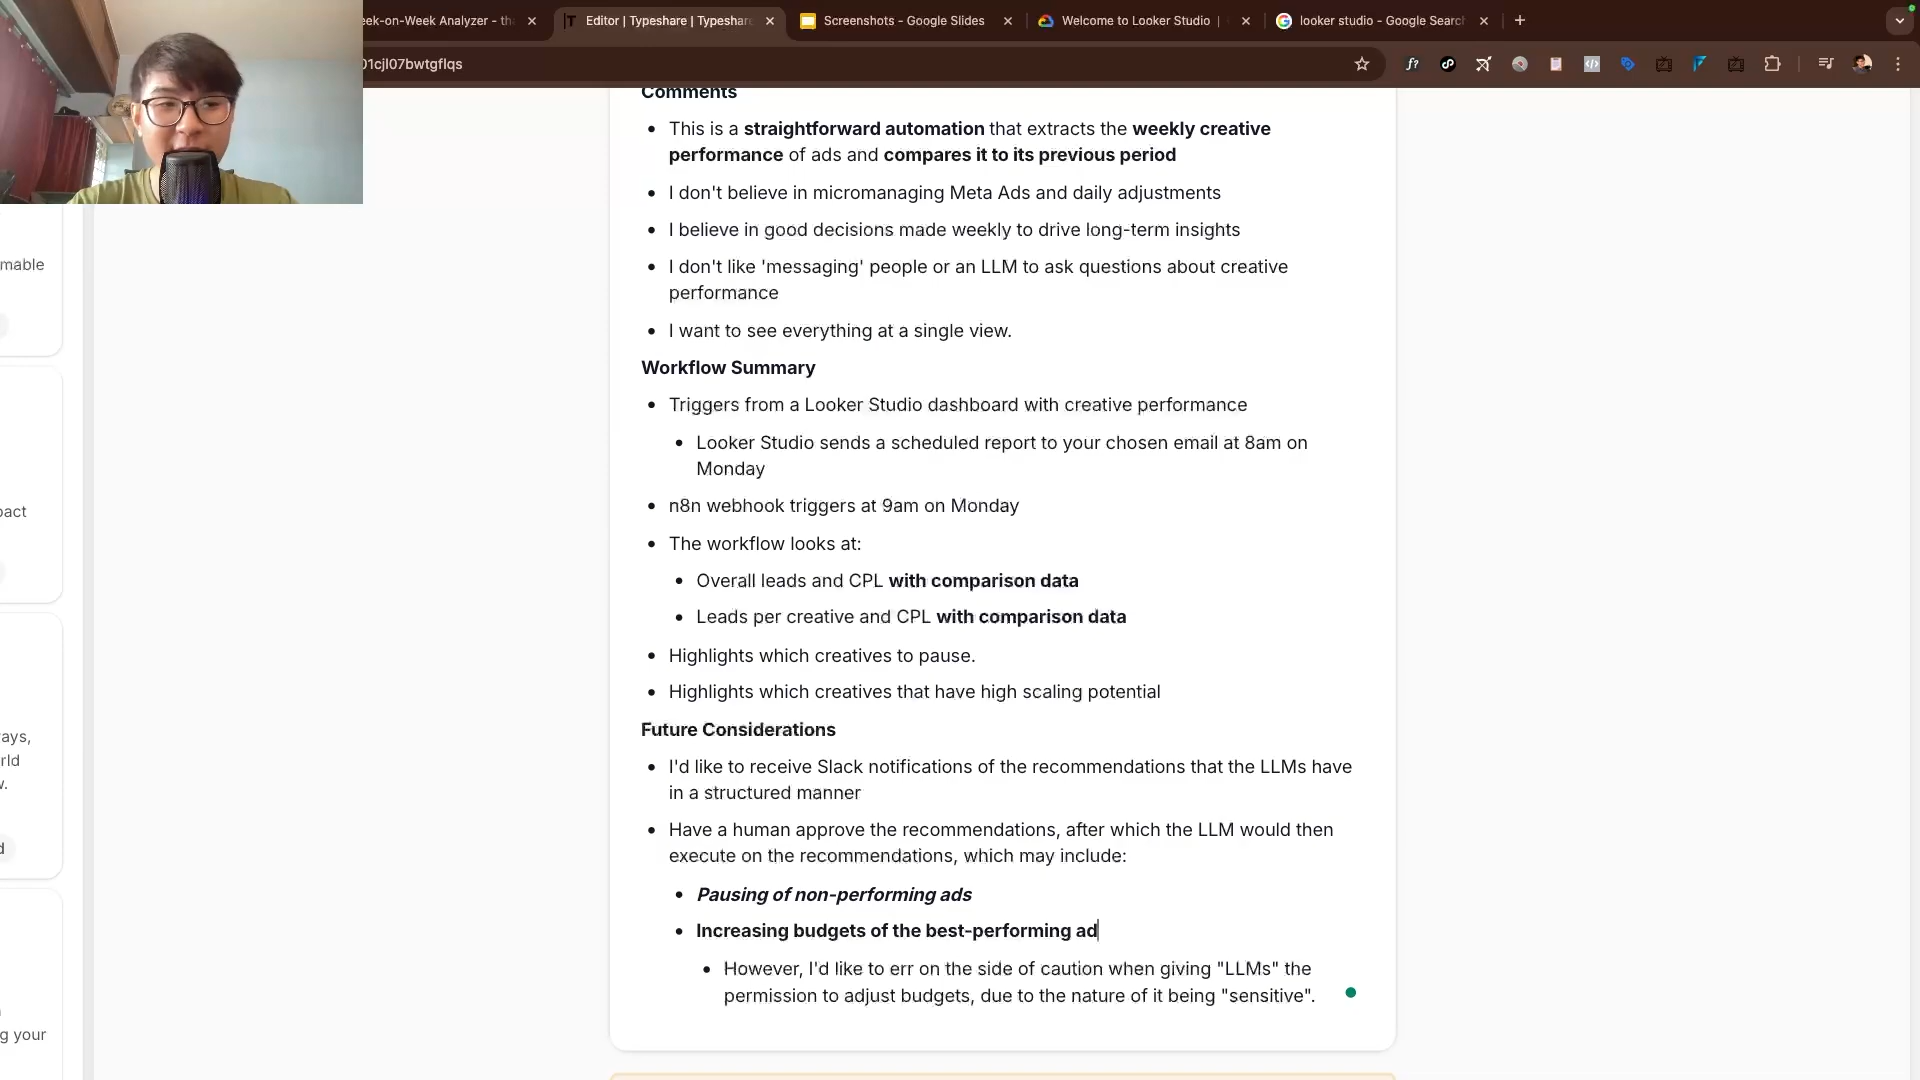 eek-on-Week Analyzer - th
Editor | Typeshare | Typeshare
Screenshots - Google Slides
Welcome to Looker Studio |
looker studio - Google Search
01cjl07bwtgflqs
Comments
This is a straightforward automation that extracts the weekly creative
performance of ads and compares it to its previous period
I don't believe in micromanaging Meta Ads and daily adjustments
I believe in good decisions made weekly to drive long-term insights
I don't like 'messaging' people or an LLM to ask questions about creative
performance
I want to see everything at a single view.
Workflow Summary
Triggers from a Looker Studio dashboard with creative performance
Looker Studio sends a scheduled report to your chosen email at 8am on
Monday
n8n webhook triggers at 9am on Monday
The workflow looks at:
Overall leads and CPL with comparison data
Leads per creative and CPL with comparison data
Highlights which creatives to pause.
Highlights which creatives that have high scaling potential
Future Considerations
I'd like to receive Slack notifications of the recommendations that the LLMs have
in a structured manner
Have a human approve the recommendations, after which the LLM would then
execute on the recommendations, which may include:
Pausing of non-performing ads
Increasing budgets of the best-performing ad
However, I'd like to err on the side of caution when giving "LLMs" the
permission to adjust budgets, due to the nature of it being "sensitive".
mable
pact
ays,
rld
v.
d
g your